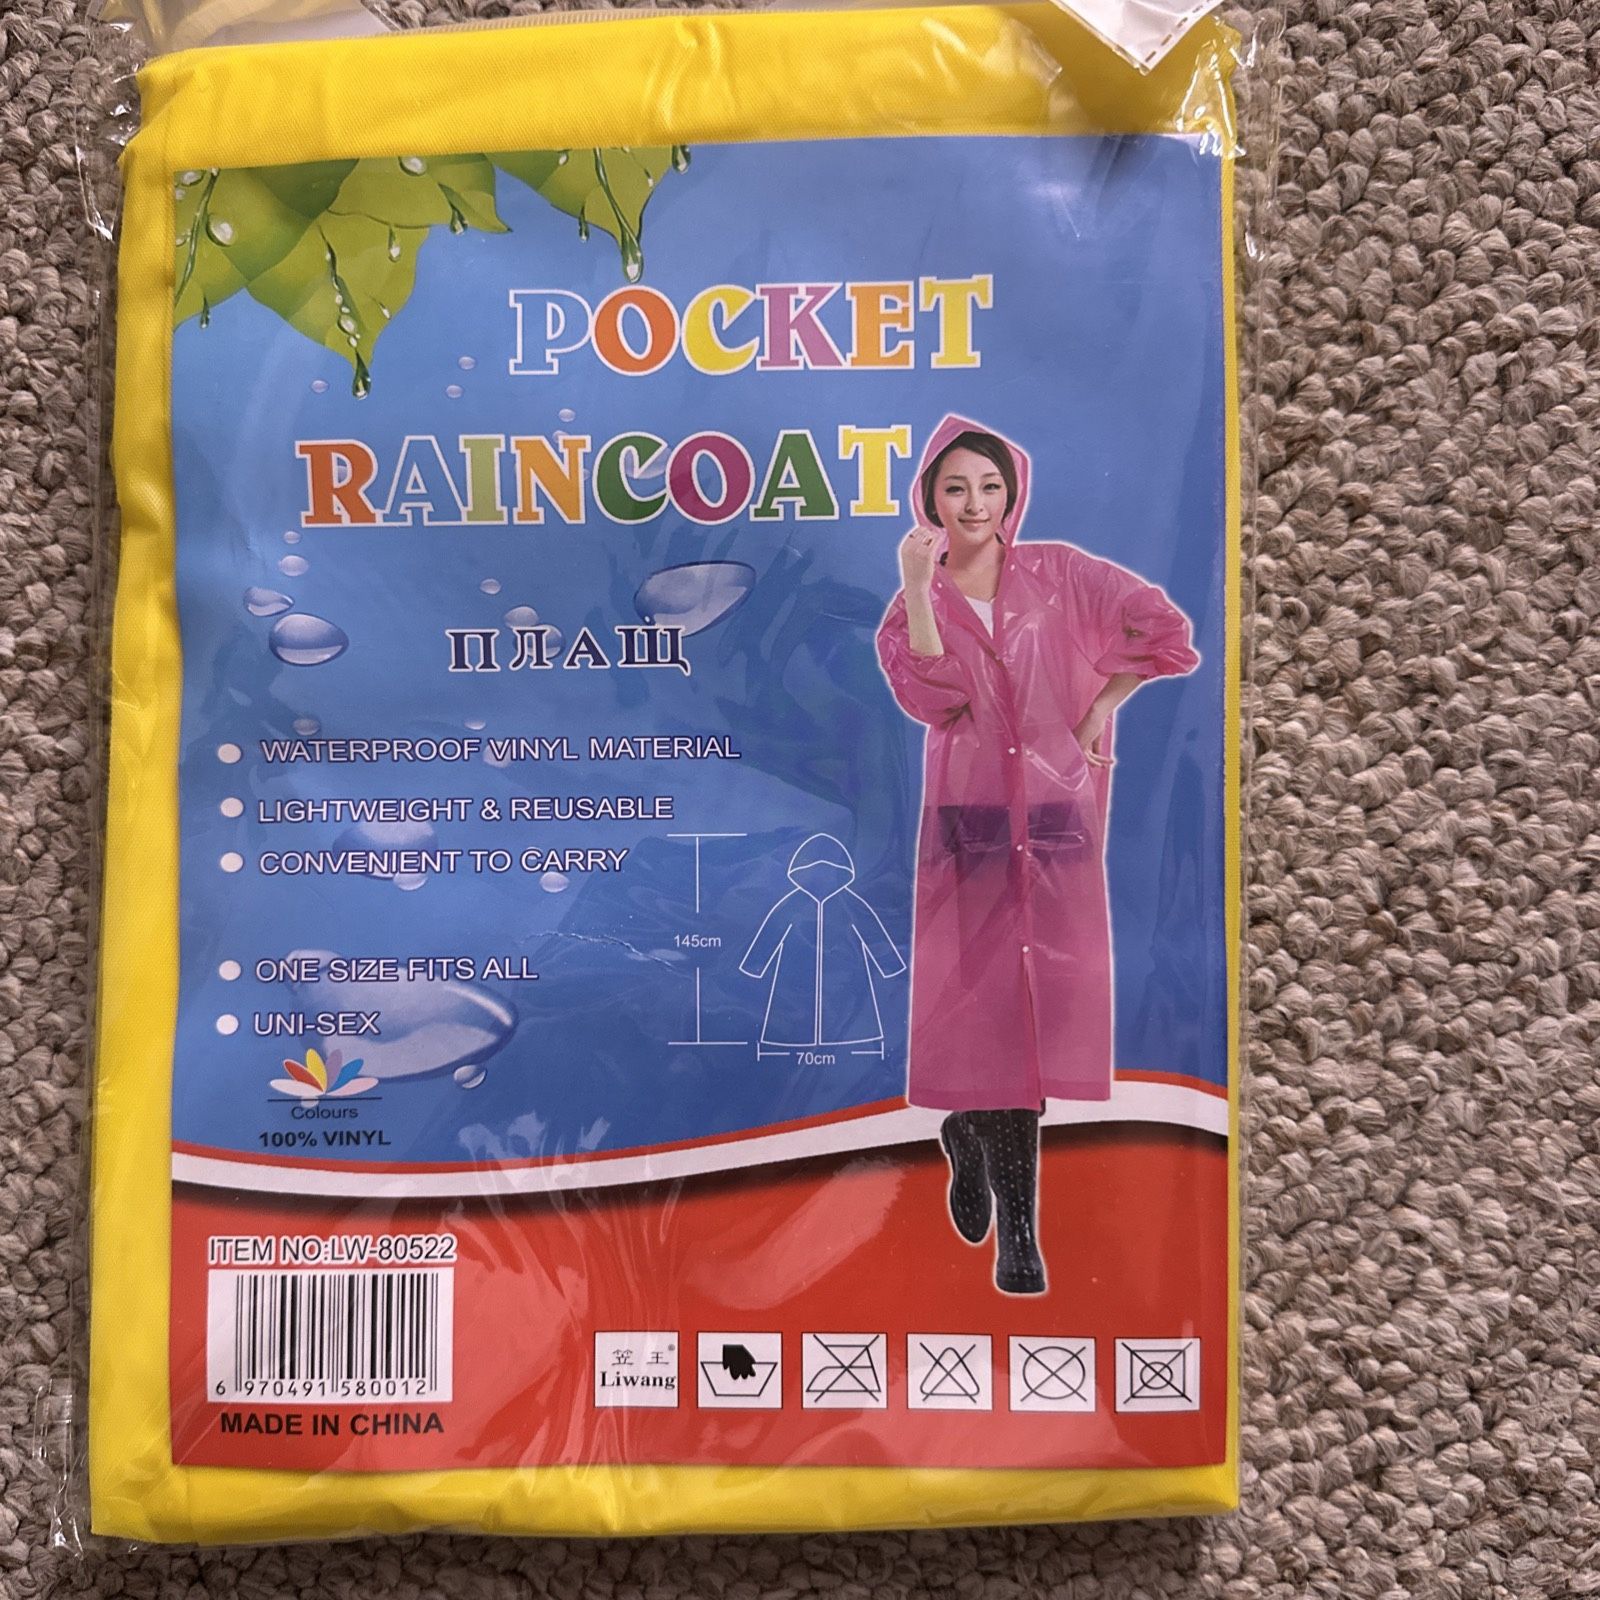 POCKET
RAINCOAT
ПЛАЩ
WATERPROOF VINYL MATERIAL
LIGHTWEIGHT & REUSABLE
CONVENIENT TO CARRY
145cm
ONE SIZE FITS ALL
UNI-SEX
70cm
Colours
100% VINYL
ITEM NO:LW-80522
6 970491 580012
MADE IN CHINA
笠王®
Liwang